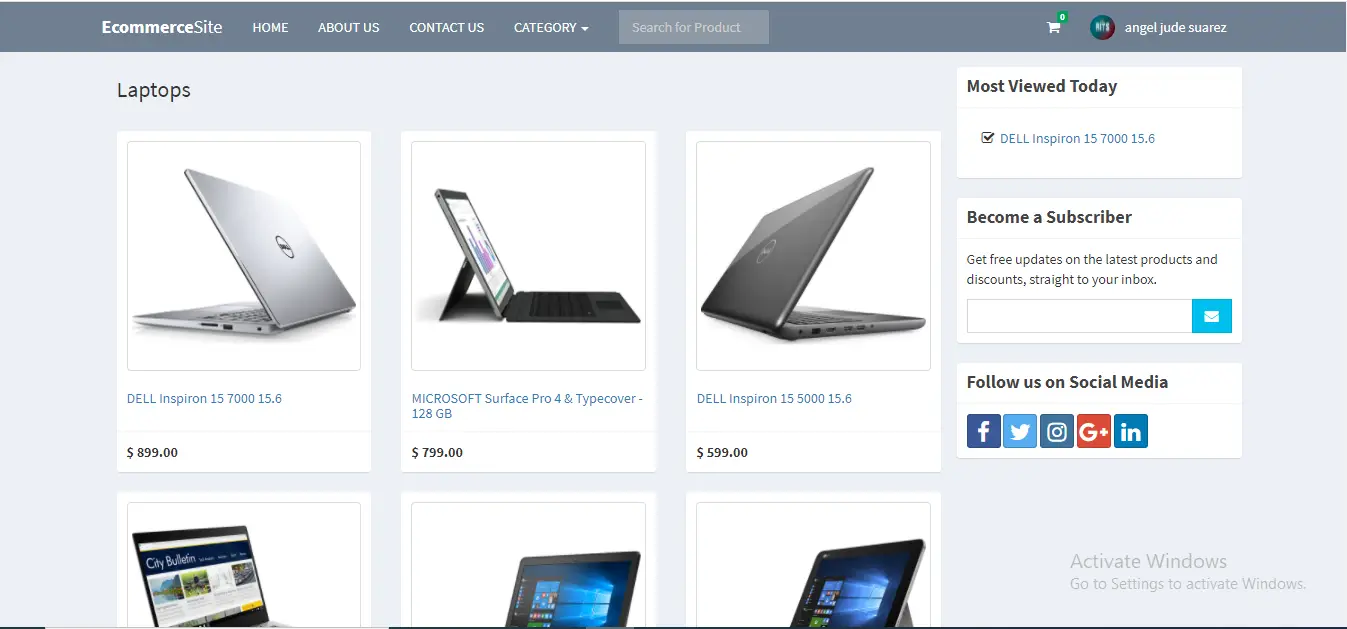 EcommerceSite HOME ABOUT US CONTACT US CATEGORY Search for Product 0 angel jude suarez
Laptops
DELL Inspiron 15 7000 15.6
$ 899.00
MICROSOFT Surface Pro 4 & Typecover -
128 GB
$ 799.00
DELL Inspiron 15 5000 15.6
$ 599.00
City Bulletin
Most Viewed Today
DELL Inspiron 15 7000 15.6
Become a Subscriber
Get free updates on the latest products and
discounts, straight to your inbox.
Follow us on Social Media
Activate Windows
Go to Settings to activate Windows.